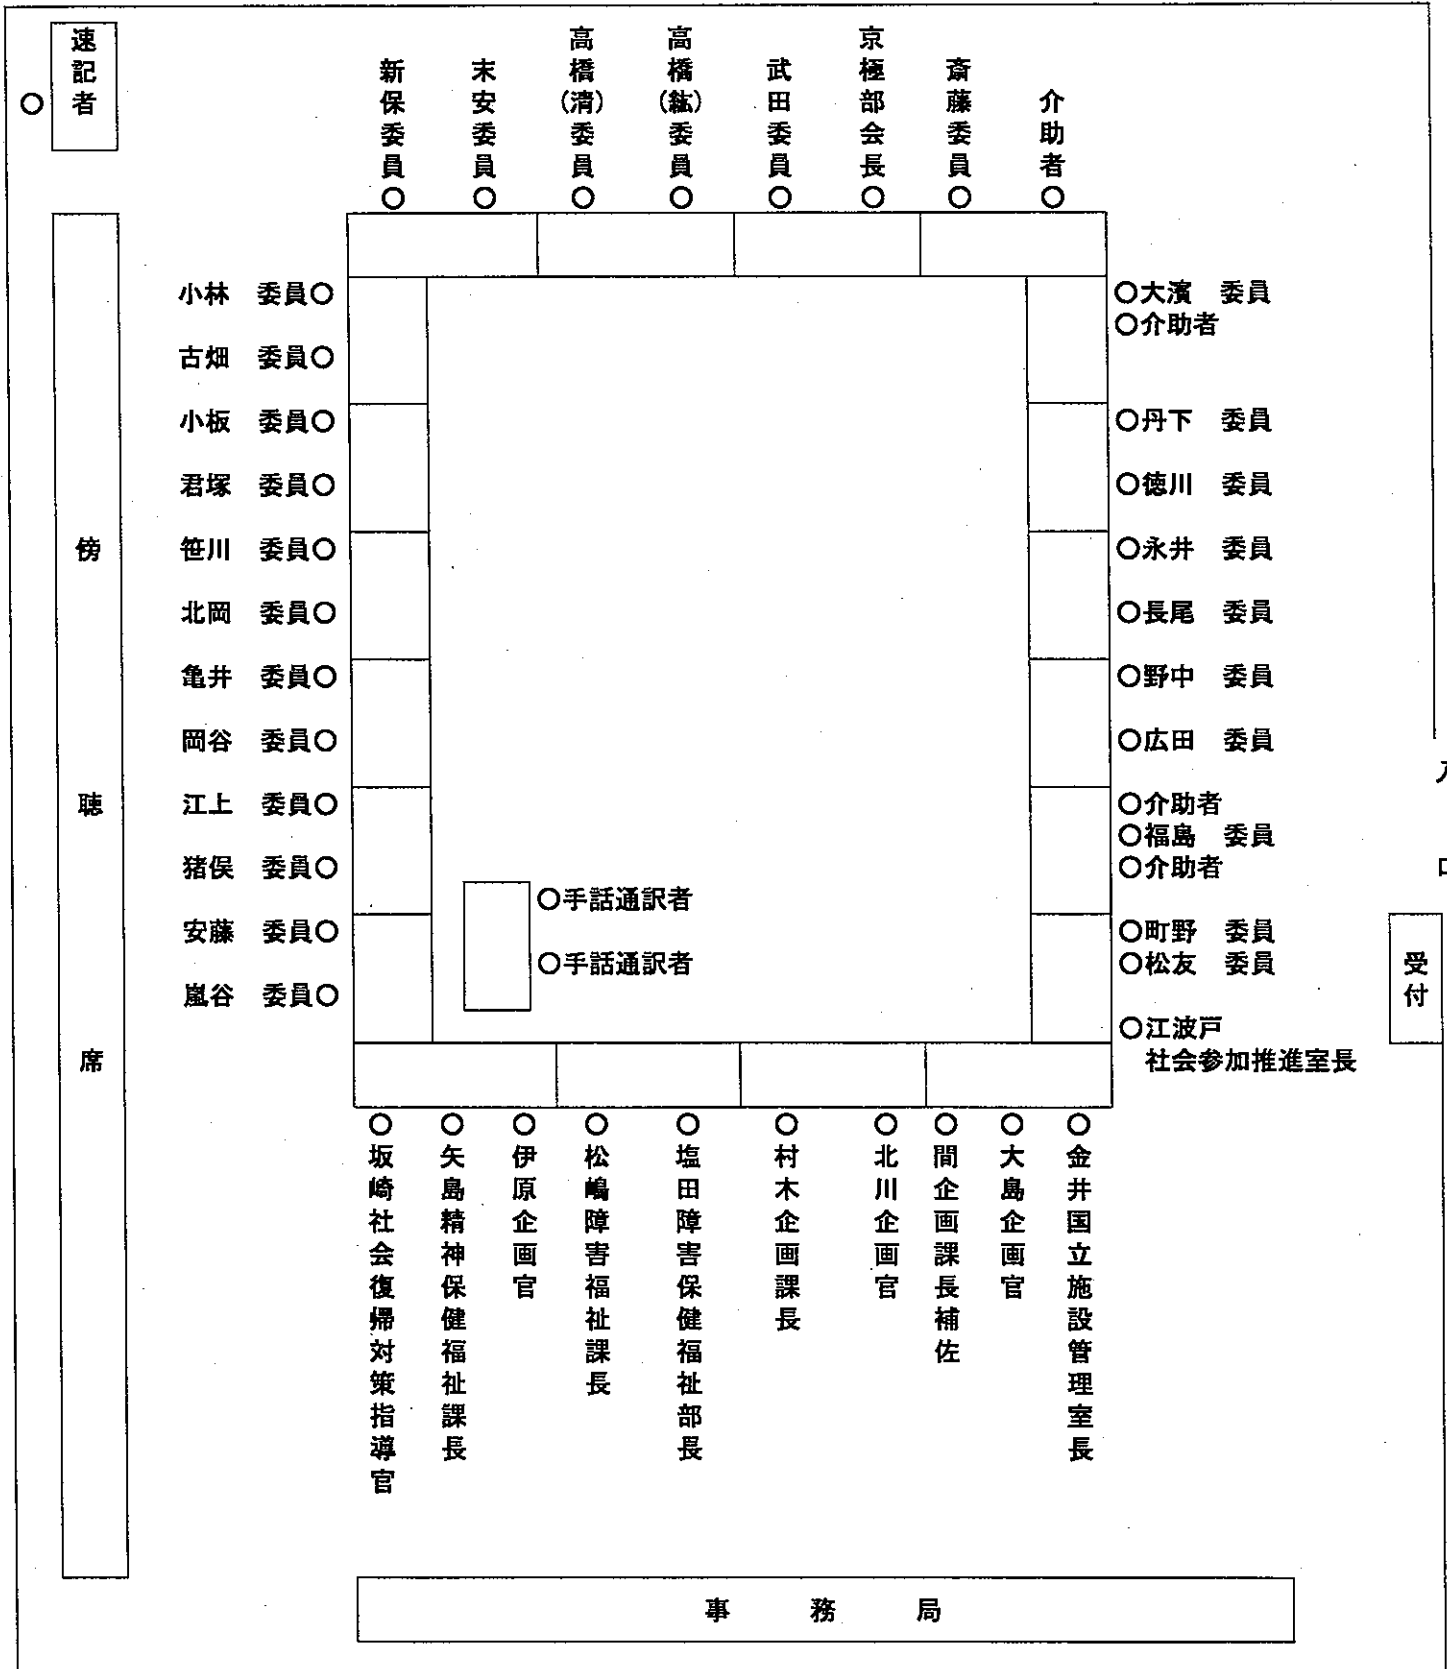 速記者
○
新保委員○
末安委員○
高橋(清)委員○
高橋(紘)委員○
武田委員○
京極部会長○
斎藤委員○
介助者○
小林　委員○
古畑　委員○
小板　委員○
君塚　委員○
笹川　委員○
北岡　委員○
亀井　委員○
岡谷　委員○
江上　委員○
猪俣　委員○
安藤　委員○
嵐谷　委員○
○大濱　委員
○介助者
○丹下　委員
○徳川　委員
○永井　委員
○長尾　委員
○野中　委員
○広田　委員
○介助者
○福島　委員
○介助者
○町野　委員
○松友　委員
○江波戸
社会参加推進室長
○手話通訳者
○手話通訳者
傍聴席
受付
○坂崎社会復帰対策指導官
○矢島精神保健福祉課長
○伊原企画官
○松嶋障害福祉課長
○塩田障害保健福祉部長
○村木企画課長
○北川企画官
○間企画課長補佐
○大島企画官
○金井国立施設管理室長
事　務　局